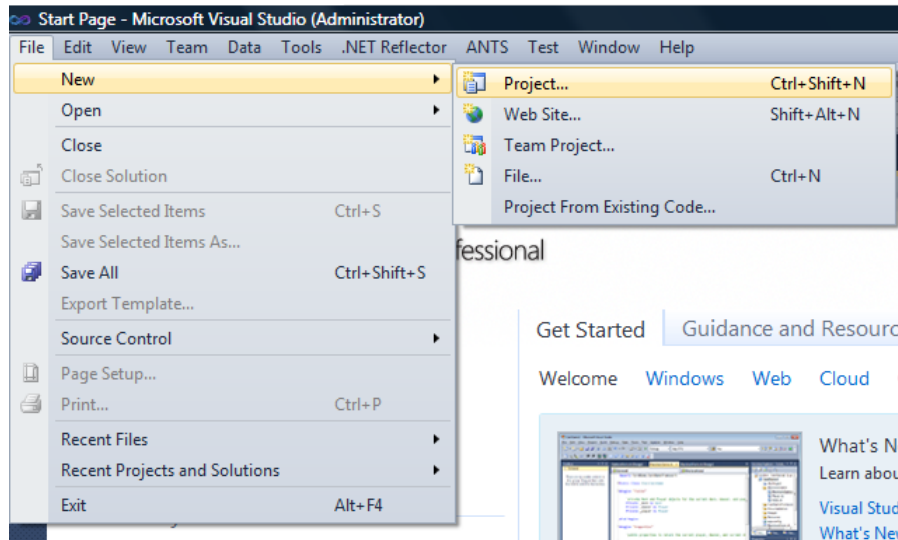 Start Page - Microsoft Visual Studio (Administrator)
File Edit View Team Data Tools .NET Reflector ANTS Test Window Help
New
Open
Close
Close Solution
Save Selected Items Ctrl+S
Save Selected Items As...
Save All Ctrl+Shift+S
Export Template...
Source Control
Page Setup...
Print... Ctrl+P
Recent Files
Recent Projects and Solutions
Exit Alt+F4
Project... Ctrl+Shift+N
Web Site... Shift+Alt+N
Team Project...
File... Ctrl+N
Project From Existing Code...
fessional
Get Started Guidance and Resourc
Welcome Windows Web Cloud
What's N
Learn abou
Visual Stud
What's New